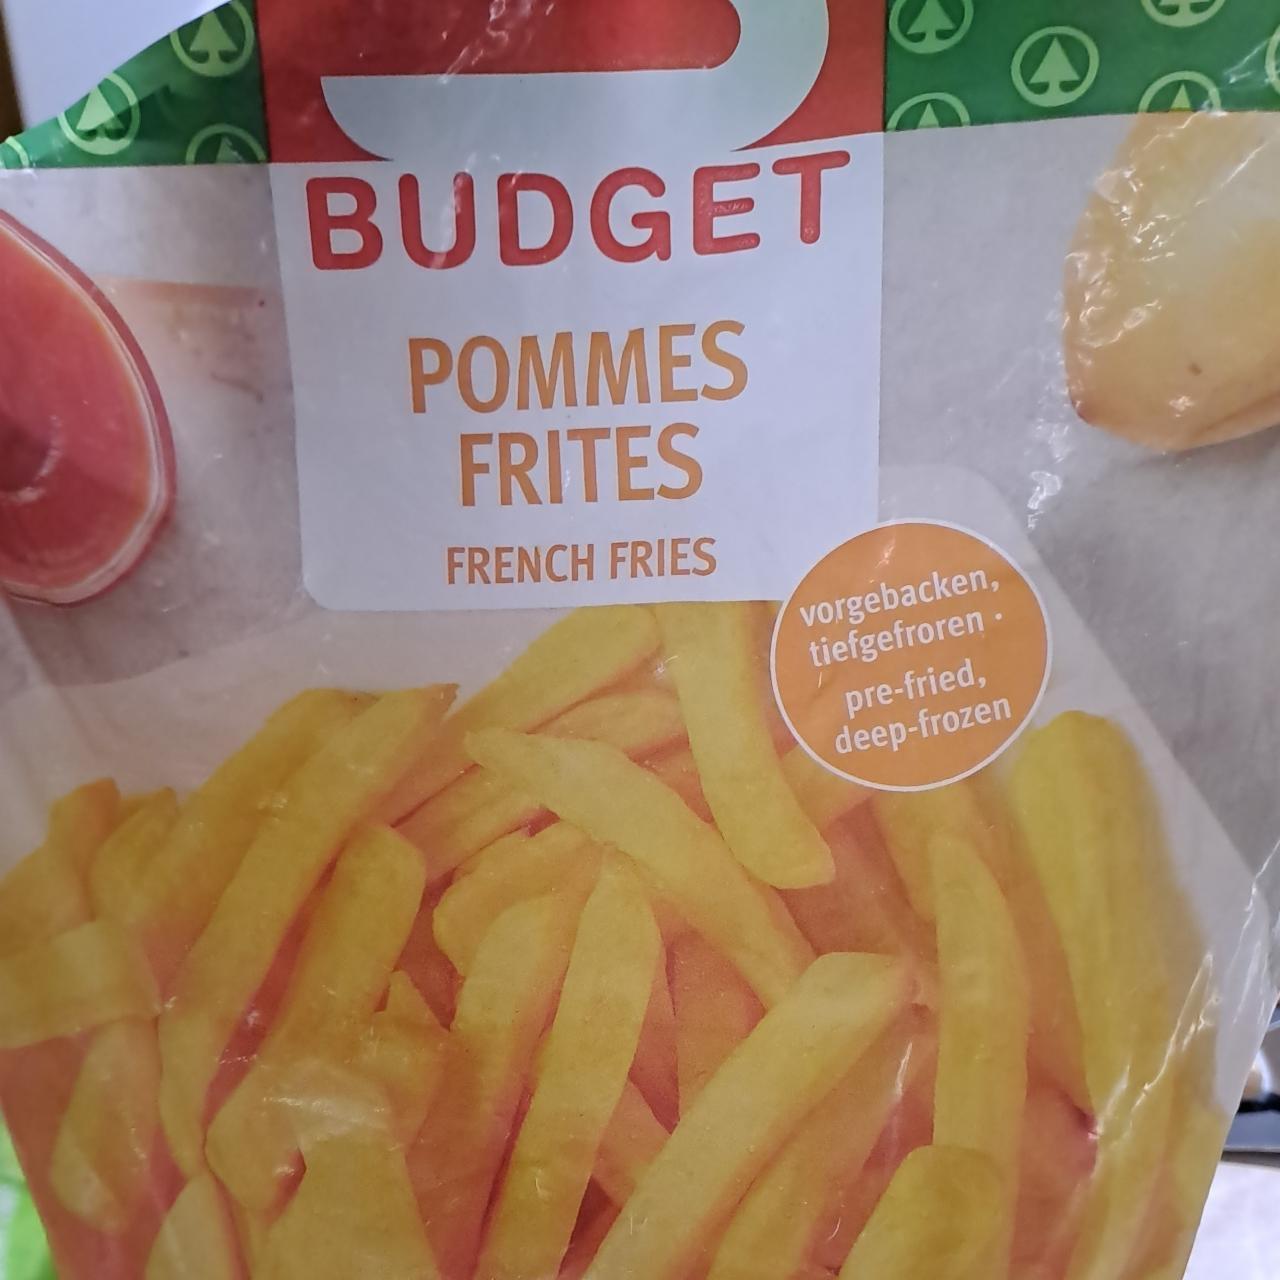 BUDGET
POMMES
FRITES
FRENCH FRIES
vorgebacken,
tiefgefroren ·
pre-fried,
deep-frozen